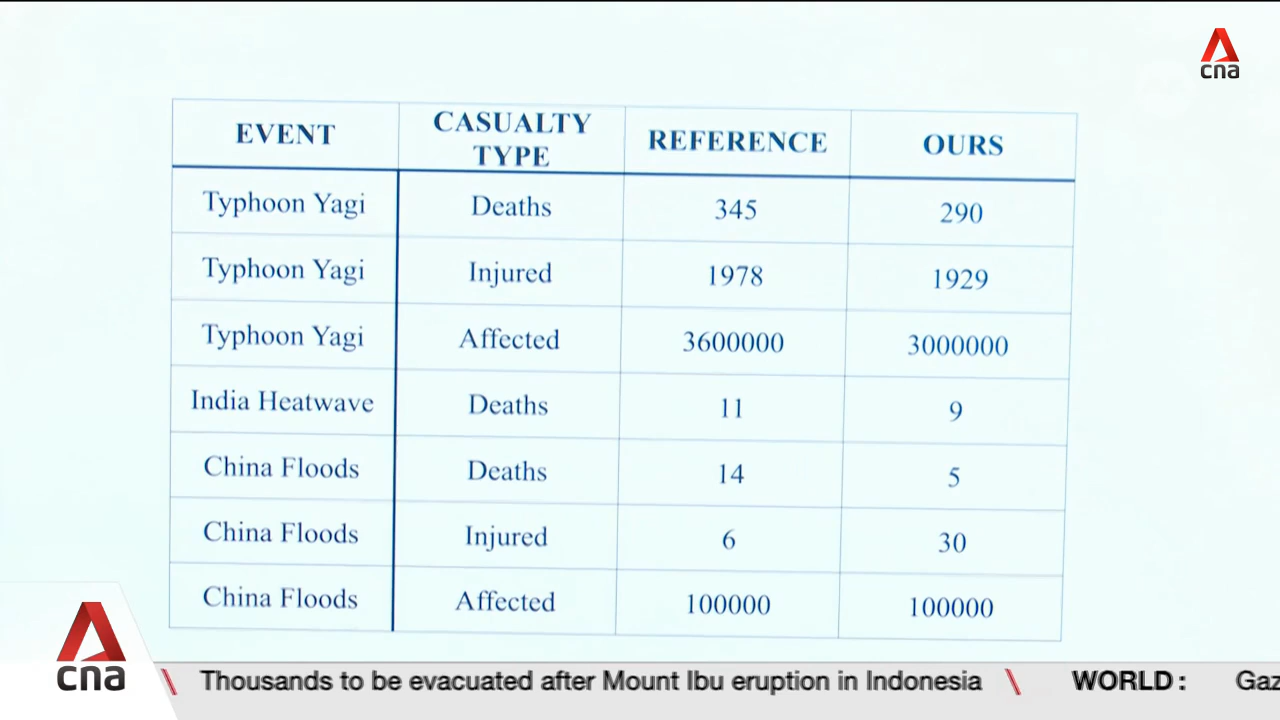 cna
EVENT CASUALTY TYPE REFERENCE OURS
Typhoon Yagi Deaths 345 290
Typhoon Yagi Injured 1978 1929
Typhoon Yagi Affected 3600000 3000000
India Heatwave Deaths 11 9
China Floods Deaths 14 5
China Floods Injured 6 30
China Floods Affected 100000 100000
cna
Thousands to be evacuated after Mount Ibu eruption in Indonesia WORLD: Gaz